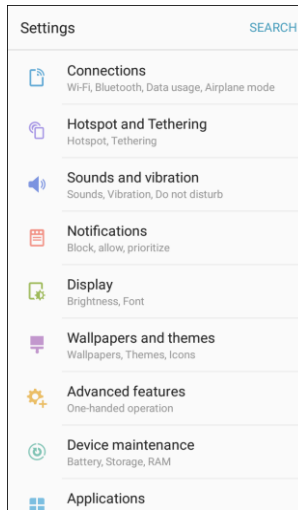 Settings SEARCH
Connections
Wi-Fi, Bluetooth, Data usage, Airplane mode
Hotspot and Tethering
Hotspot, Tethering
Sounds and vibration
Sounds, Vibration, Do not disturb
Notifications
Block, allow, prioritize
Display
Brightness, Font
Wallpapers and themes
Wallpapers, Themes, Icons
Advanced features
One-handed operation
Device maintenance
Battery, Storage, RAM
Applications